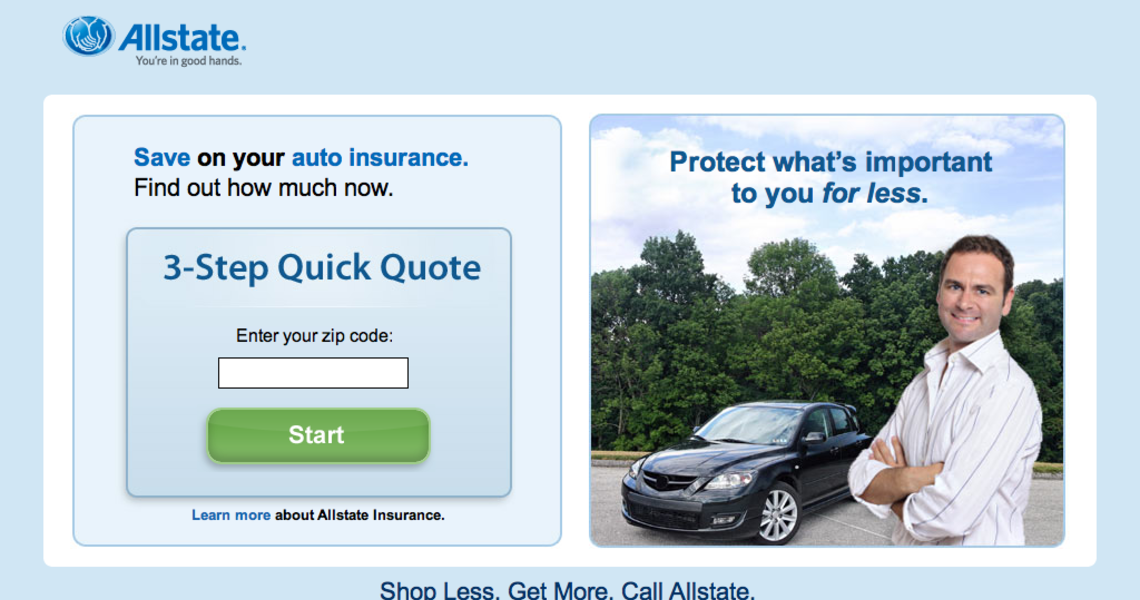 Allstate.
You're in good hands.
Save on your auto insurance.
Find out how much now.
3-Step Quick Quote
Enter your zip code:
Start
Learn more about Allstate Insurance.
Protect what's important
to you for less.
Shop Less. Get More. Call Allstate.